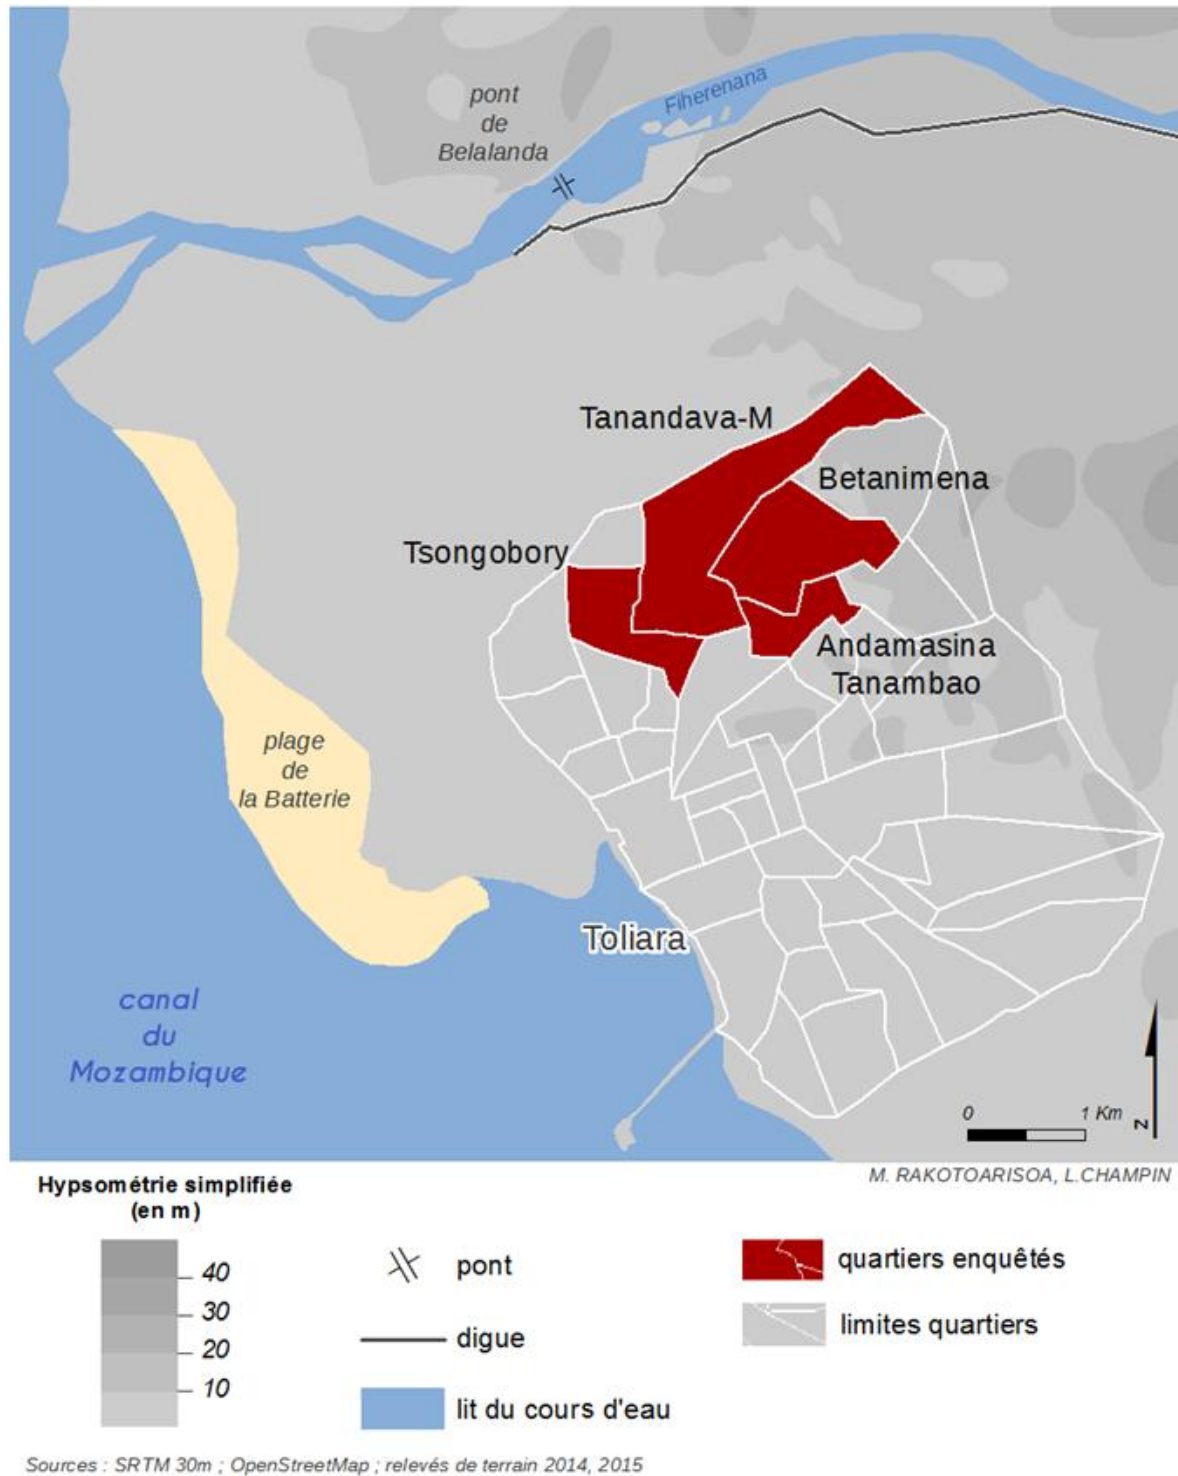 pont
de
Belalanda
Fiherenana
Tanandava-M
Betanimena
Tsongobory
Andamasina
Tanambao
plage
de
la Batterie
Toliara
canal
du
Mozambique
0 1 Km
N
M. RAKOTOARISOA, L.CHAMPIN
Hypsométrie simplifiée
(en m)
40
30
20
10
pont
digue
lit du cours d'eau
quartiers enquêtés
limites quartiers
Sources : SRTM 30m ; OpenStreetMap ; relevés de terrain 2014, 2015